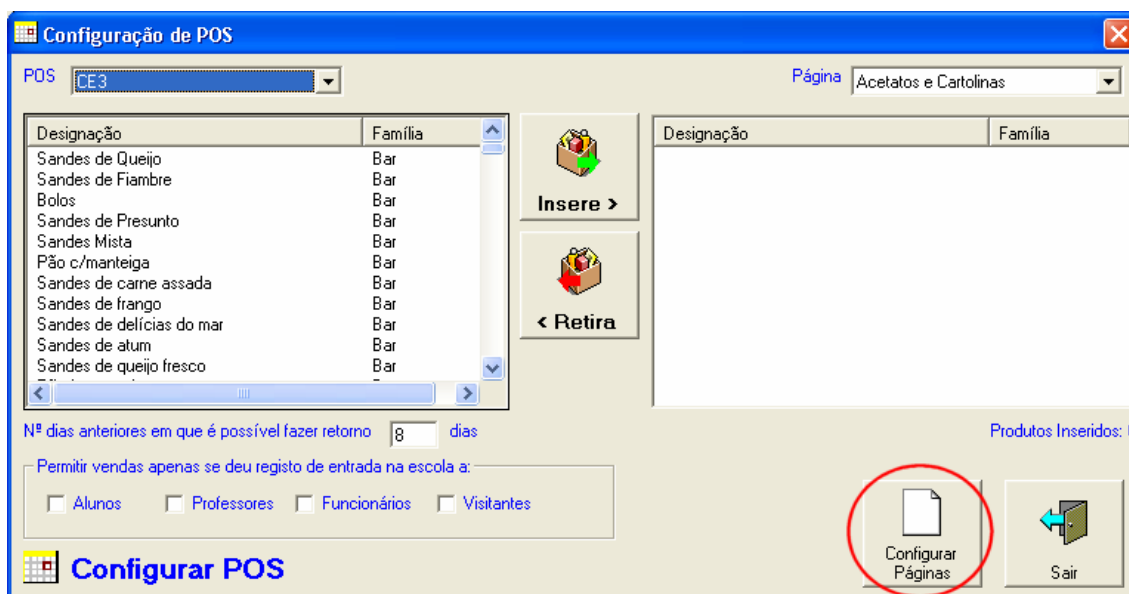 Configuração de POS
POS CE3 Página Acetatos e Cartolinas
Designação Família Designação Família
Sandes de Queijo Bar
Sandes de Fiambre Bar
Bolos Bar
Sandes de Presunto Bar
Sandes Mista Bar
Pão c/manteiga Bar
Sandes de carne assada Bar
Sandes de frango Bar
Sandes de delícias do mar Bar
Sandes de atum Bar
Sandes de queijo fresco Bar
Insere >
< Retira
Nº dias anteriores em que é possível fazer retorno 8 dias
Produtos Inseridos:
Permitir vendas apenas se deu registo de entrada na escola a:
Alunos Professores Funcionários Visitantes
Configurar POS
Configurar
Páginas
Sair